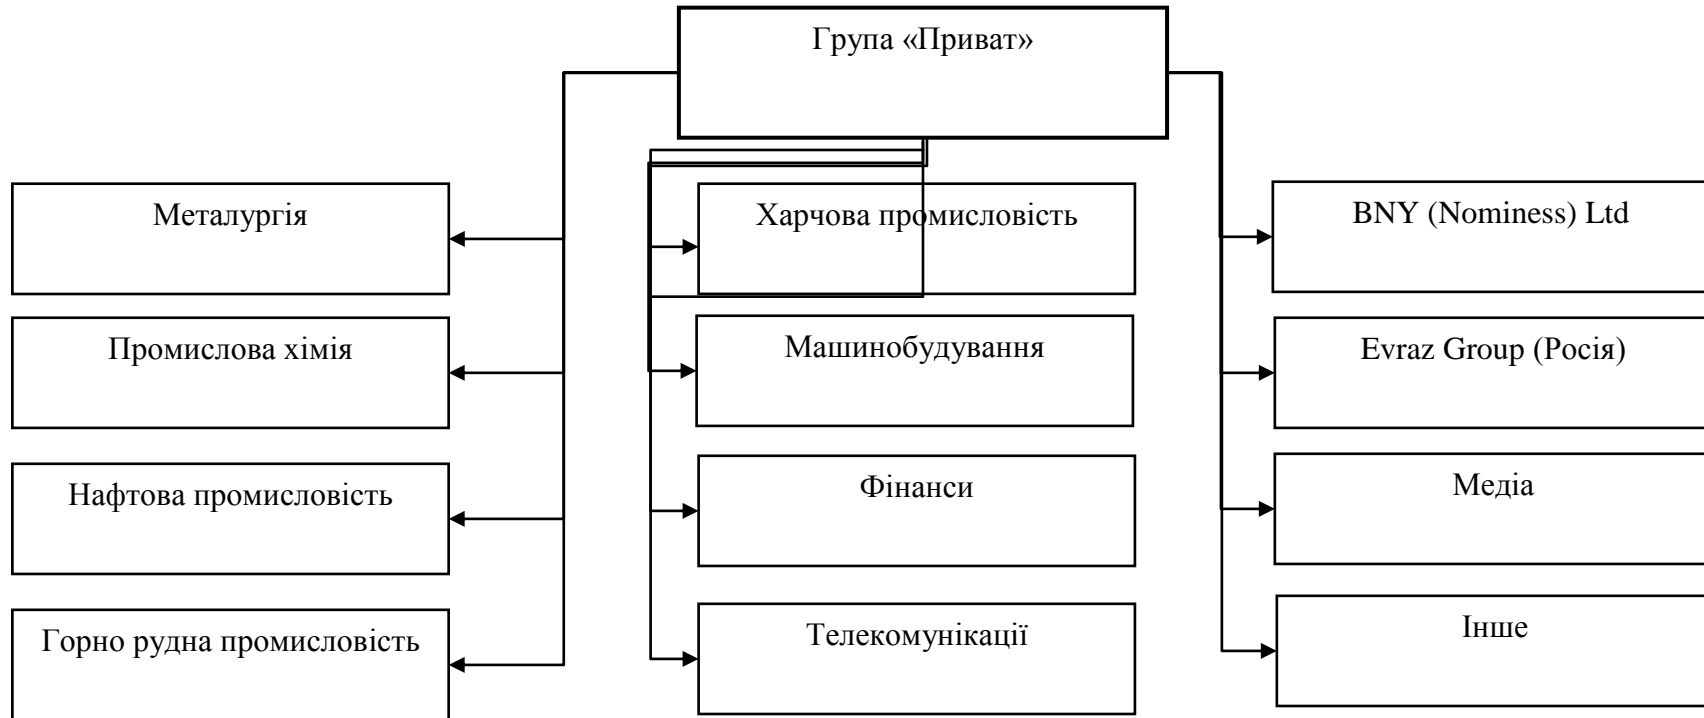 Група «Приват»
Металургія
Харчова промисловість
BNY (Nominess) Ltd
Промислова хімія
Машинобудування
Evraz Group (Росія)
Нафтова промисловість
Фінанси
Медіа
Горно рудна промисловість
Телекомунікації
Інше